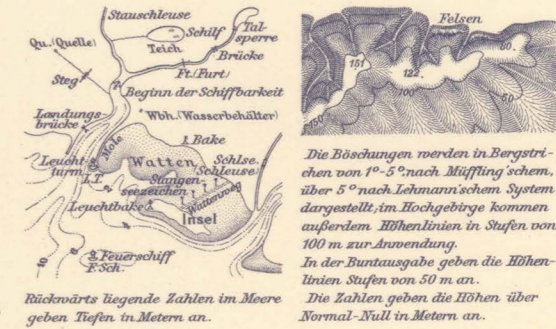 Stauschleuse
Schilf
Tal-
sperre
Teich
Qu. (Quelle)
Brücke
Steg
Ft. (Furt)
Beginn der Schiffbarkeit
Wbh. (Wasserbehälter)
Landungs
brücke
Mole
Bake
Leucht-
turm
L.T.
Watten
Schlse.
(Schleuse)
Stangen-
seezeichen
Wattenweg
Leuchtbake
Insel
2
4
10
8
6
Feuerschiff
F.Sch.
Rückwärts liegende Zahlen im Meere
geben Tiefen in Metern an.
Felsen
151
80
122
100
50
150
Die Böschungen werden in Bergstri-
chen von 1°-5° nach Müffling'schem,
über 5° nach Lehmann'schem System
dargestellt; im Hochgebirge kommen
außerdem Höhenlinien in Stufen von
100 m zur Anwendung.
In der Buntausgabe geben die Höhen-
linien Stufen von 50 m an.
Die Zahlen geben die Höhen über
Normal-Null in Metern an.